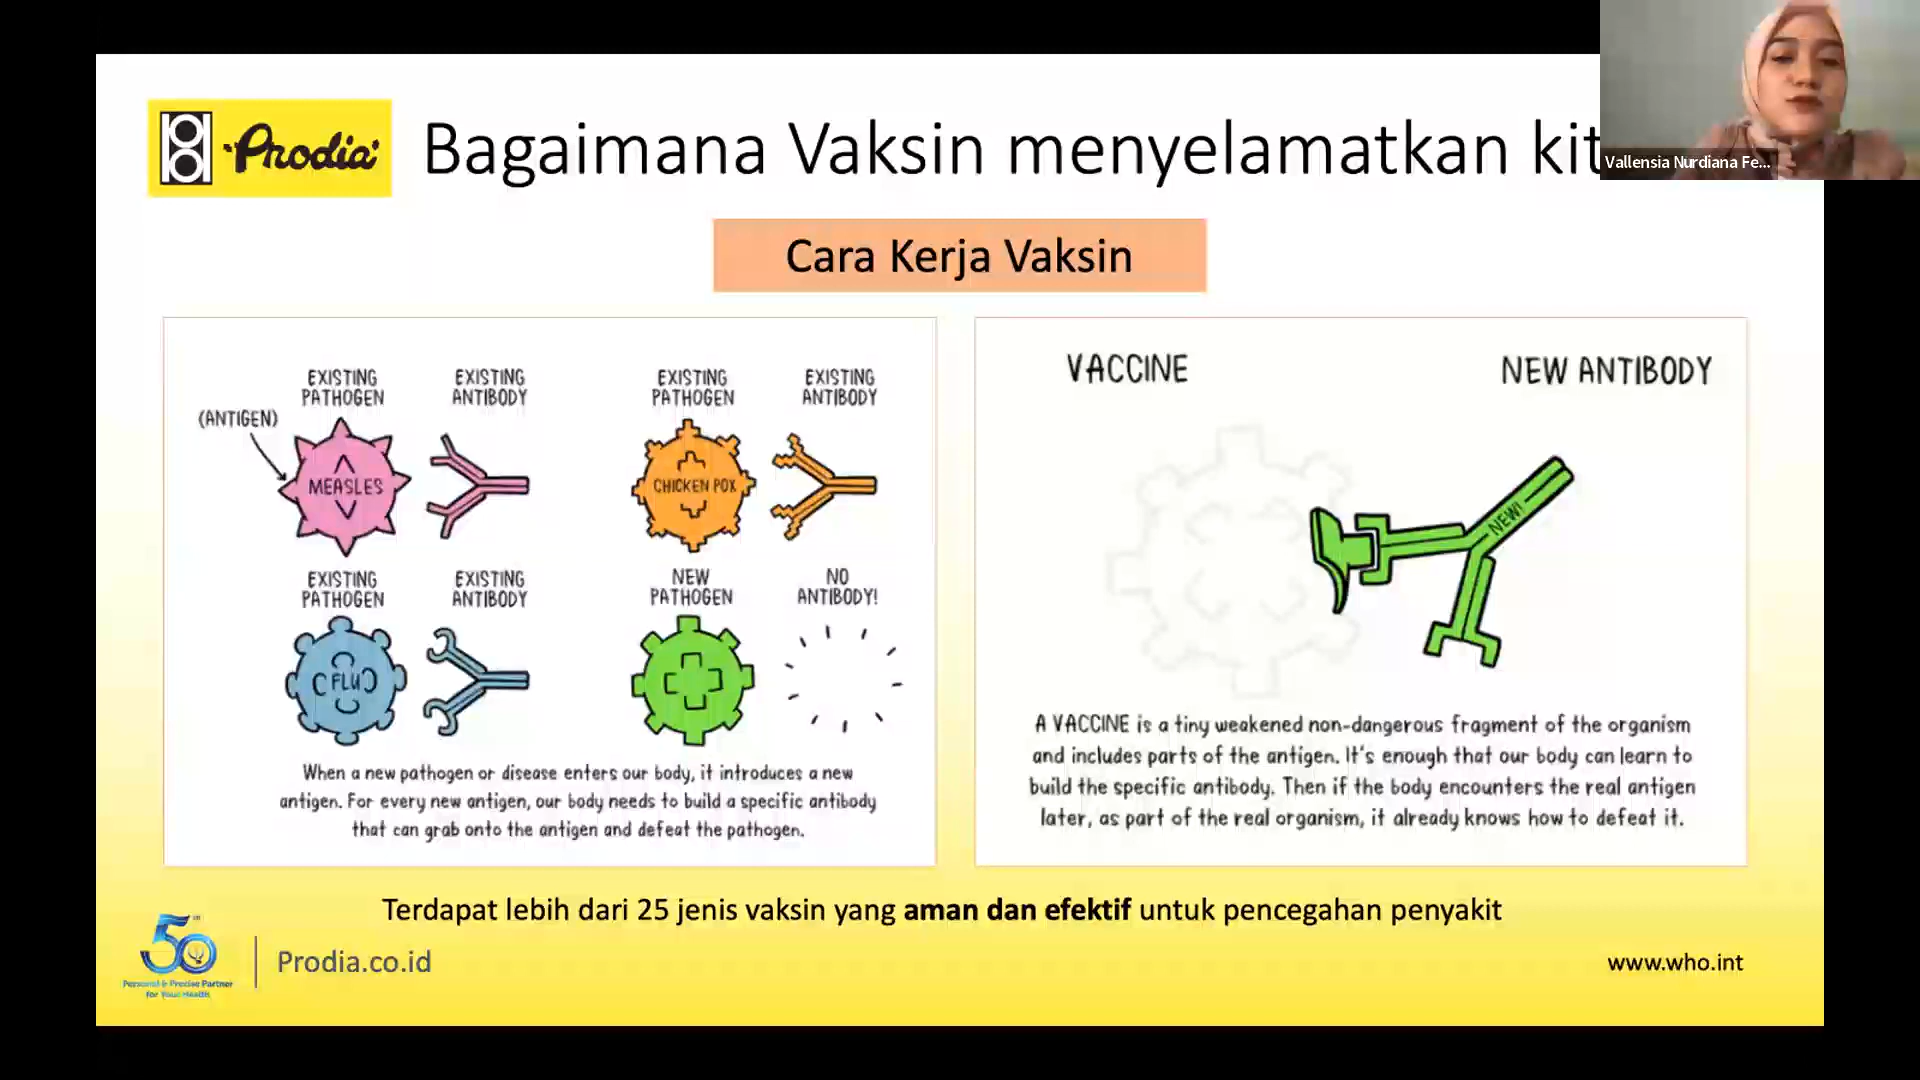 Prodia
Bagaimana Vaksin menyelamatkan kit
Vallensia Nurdiana Fe...
Cara Kerja Vaksin
EXISTING PATHOGEN
EXISTING ANTIBODY
EXISTING PATHOGEN
EXISTING ANTIBODY
(ANTIGEN)
MEASLES
CHICKEN POX
EXISTING PATHOGEN
EXISTING ANTIBODY
NEW PATHOGEN
NO ANTIBODY!
FLU
When a new pathogen or disease enters our body, it introduces a new
antigen. For every new antigen, our body needs to build a specific antibody
that can grab onto the antigen and defeat the pathogen.
VACCINE
NEW ANTIBODY
NEW!
A VACCINE is a tiny weakened non-dangerous fragment of the organism
and includes parts of the antigen. It's enough that our body can learn to
build the specific antibody. Then if the body encounters the real antigen
later, as part of the real organism, it already knows how to defeat it.
Terdapat lebih dari 25 jenis vaksin yang aman dan efektif untuk pencegahan penyakit
50 th
Personal & Precise Partner
for Your Health
Prodia.co.id
www.who.int